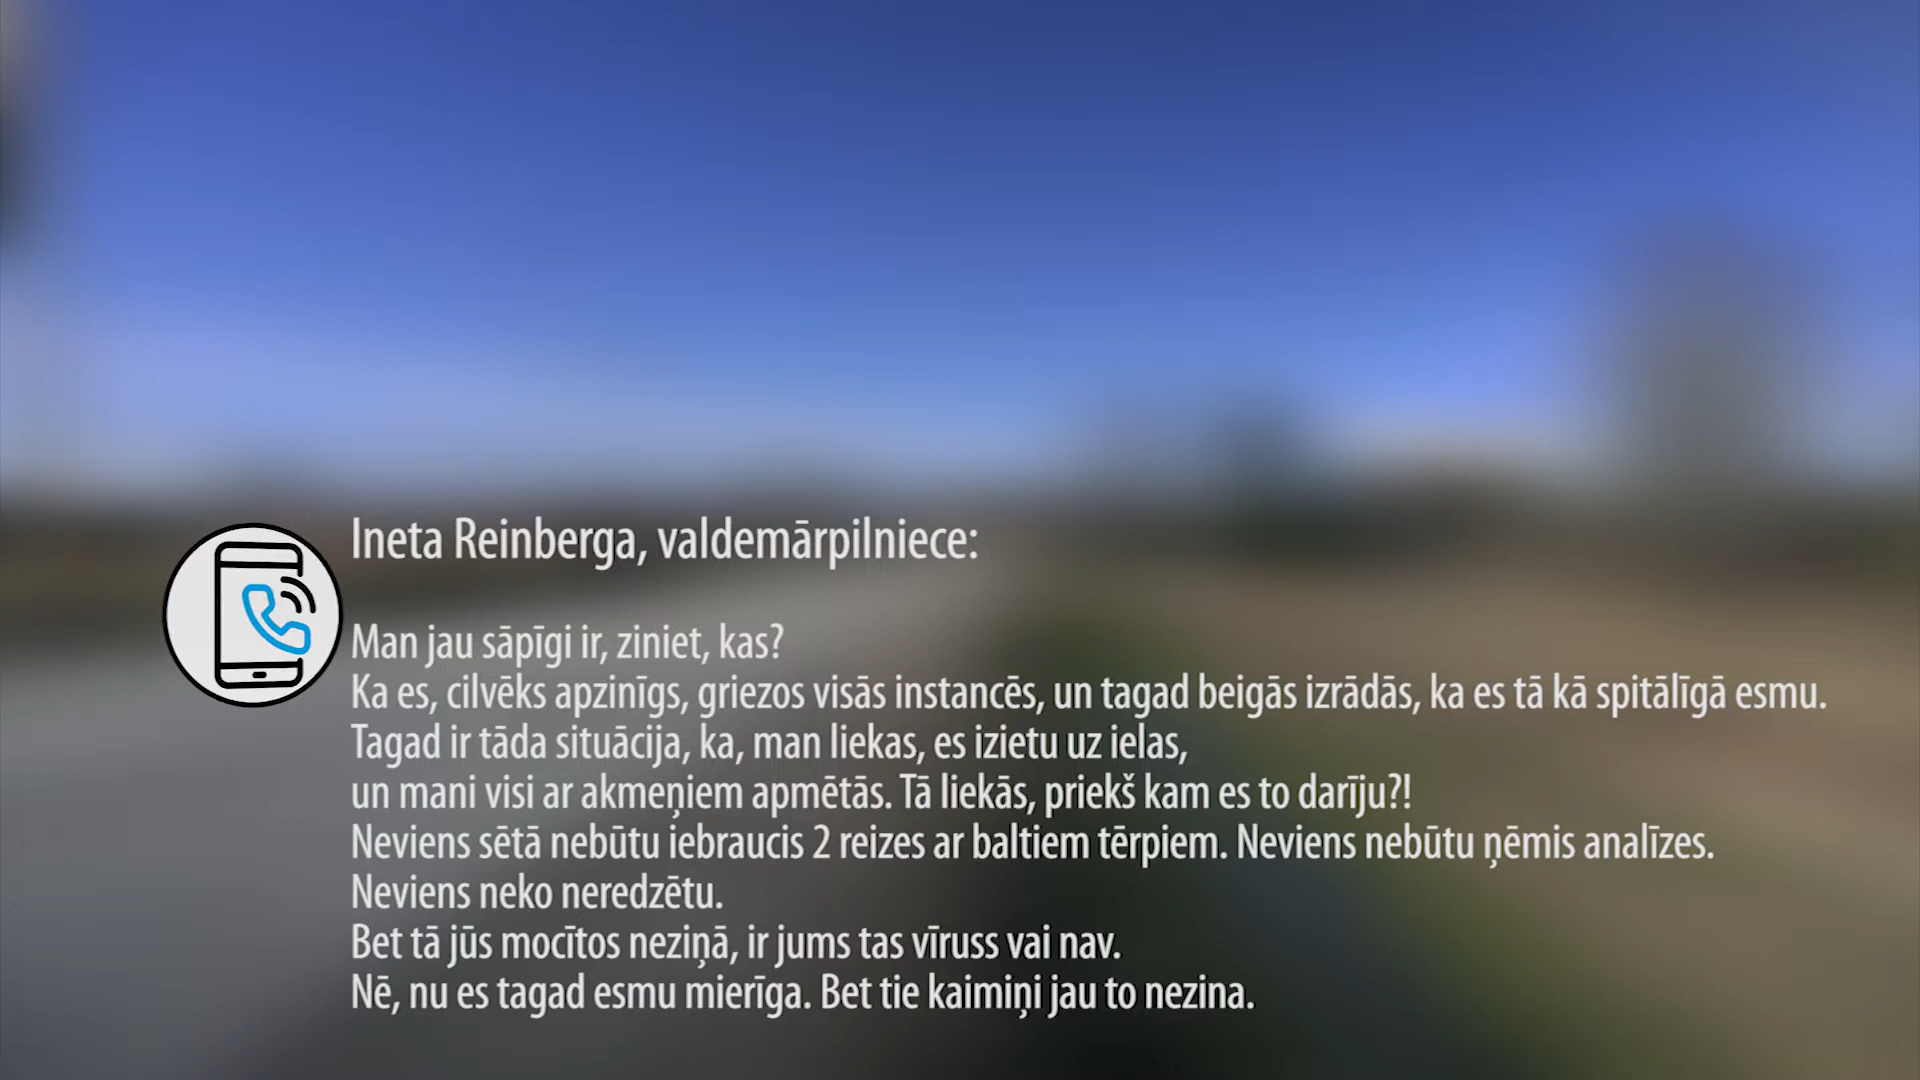 Ineta Reinberga, valdemārpilniece:
Man jau sāpīgi ir, ziniet, kas?
Ka es, cilvēks apzinīgs, griezos visās instancēs, un tagad beigās izrādās, ka es tā kā spitālīgā esmu.
Tagad ir tāda situācija, ka, man liekas, es izietu uz ielas,
un mani visi ar akmeņiem apmētās. Tā liekās, priekš kam es to darīju?!
Neviens sētā nebūtu iebraucis 2 reizes ar baltiem tērpiem. Neviens nebūtu ņēmis analīzes.
Neviens neko neredzētu.
Bet tā jūs mocītos neziņā, ir jums tas vīruss vai nav.
Nē, nu es tagad esmu mierīga. Bet tie kaimiņi jau to nezina.